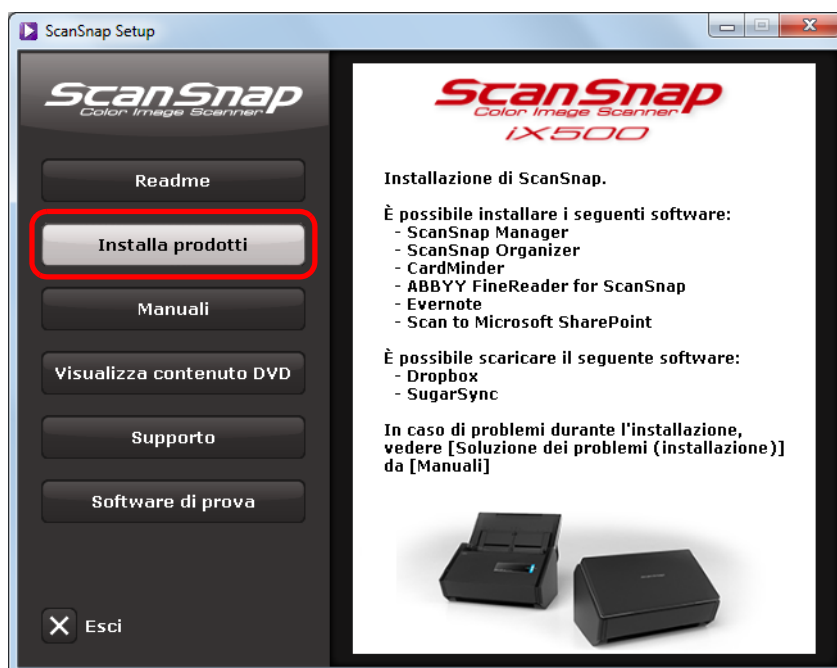 ScanSnap Setup
ScanSnap
Color Image Scanner
Readme
Installa prodotti
Manuali
Visualizza contenuto DVD
Supporto
Software di prova
Esci
ScanSnap
Color Image Scanner
iX500
Installazione di ScanSnap.
È possibile installare i seguenti software:
- ScanSnap Manager
- ScanSnap Organizer
- CardMinder
- ABBYY FineReader for ScanSnap
- Evernote
- Scan to Microsoft SharePoint
È possibile scaricare il seguente software:
- Dropbox
- SugarSync
In caso di problemi durante l'installazione,
vedere [Soluzione dei problemi (installazione)]
da [Manuali]